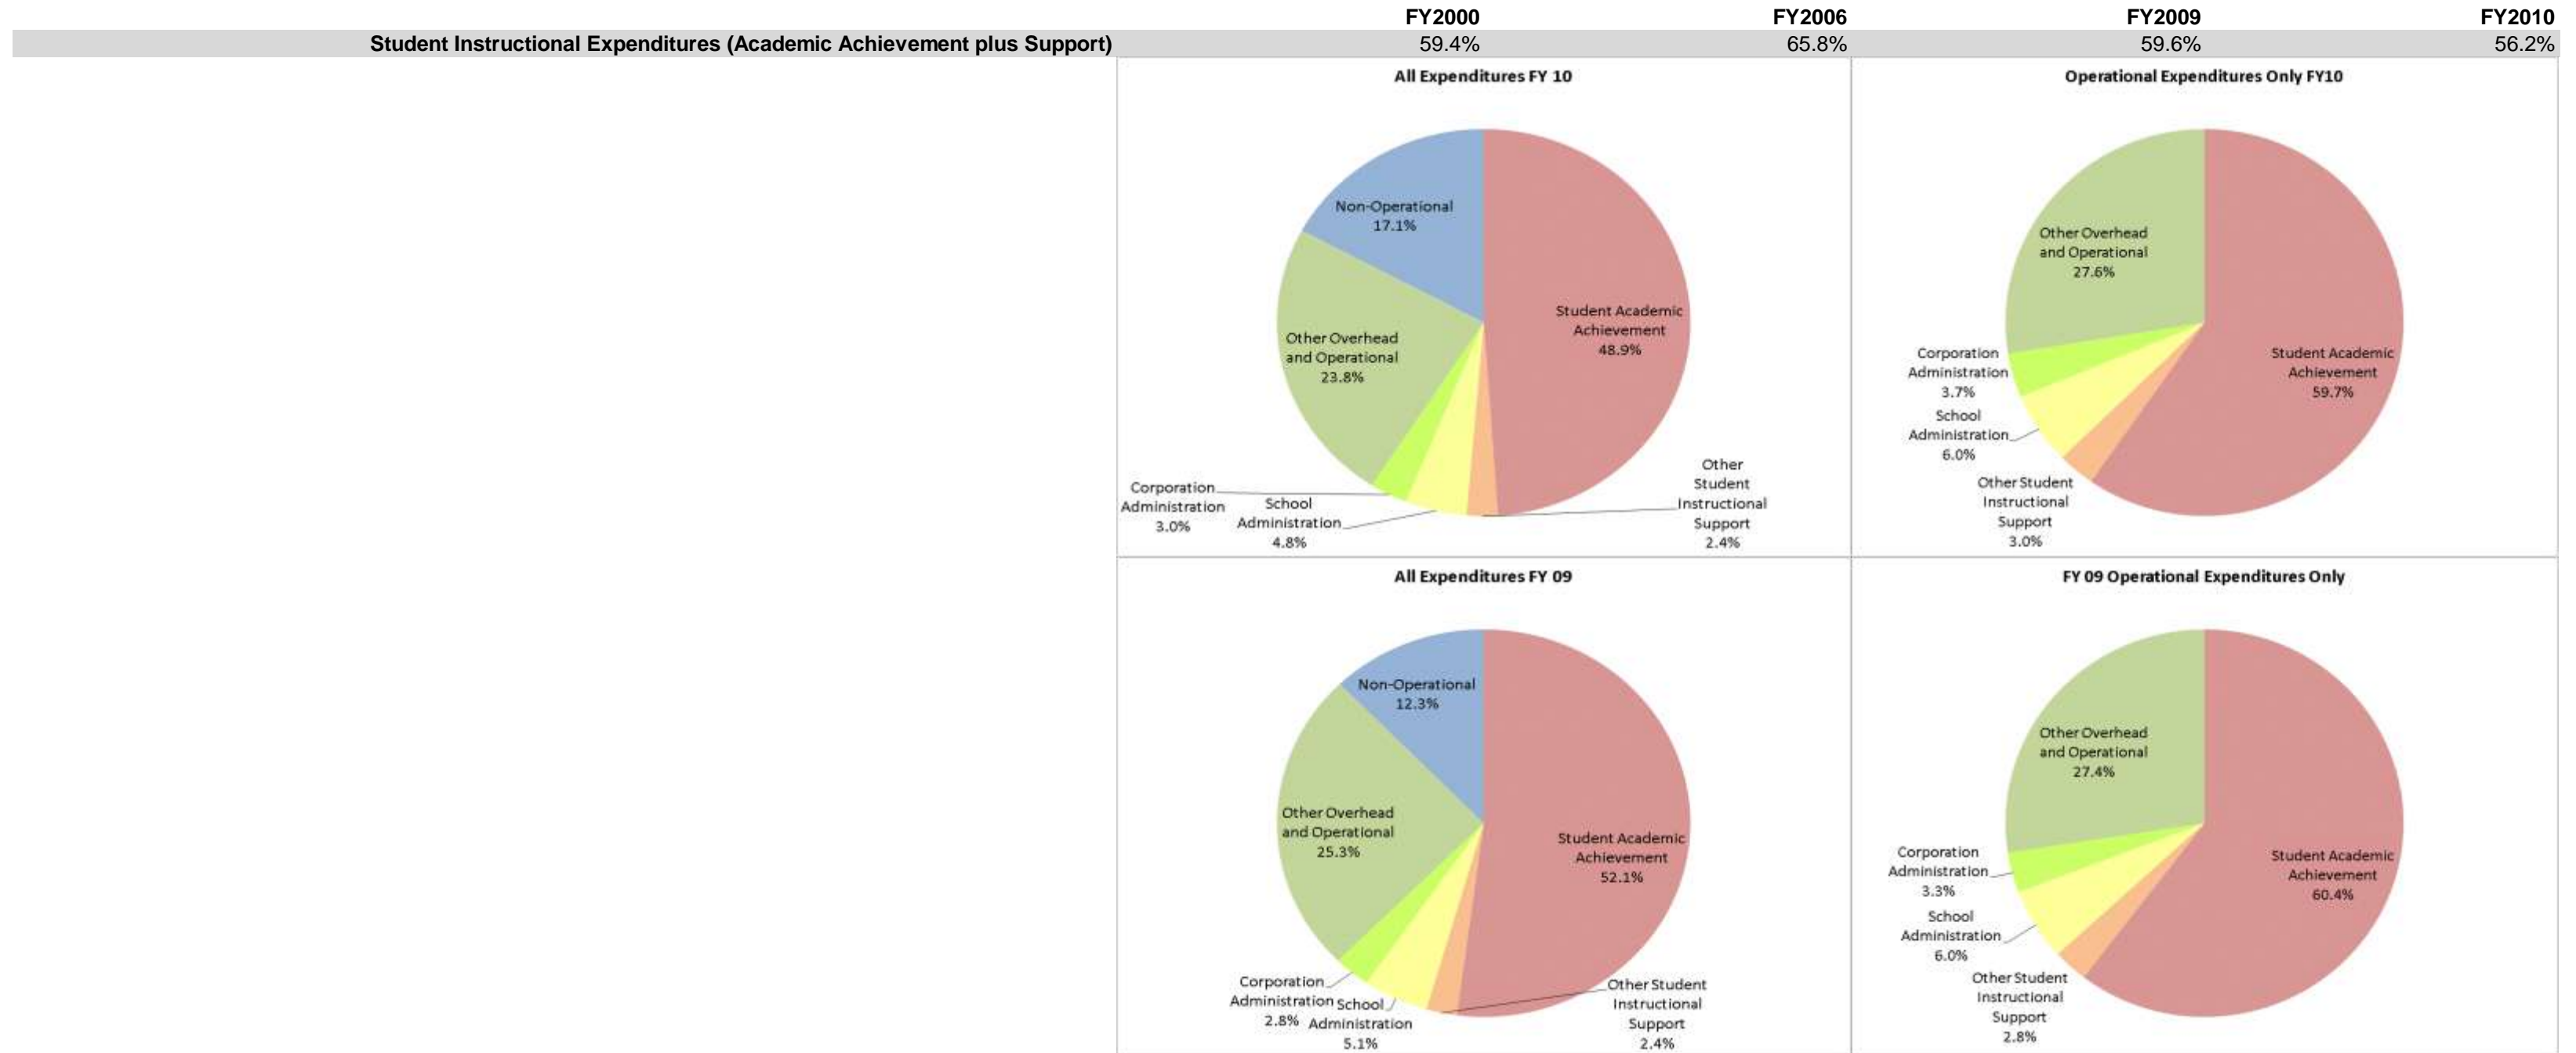 FY2000 FY2006 FY2009 FY2010
Student Instructional Expenditures (Academic Achievement plus Support) 59.4% 65.8% 59.6% 56.2%
All Expenditures FY 10
Non-Operational
17.1%
Student Academic
Achievement
48.9%
Other Overhead
and Operational
23.8%
Corporation
Administration
3.0%
School
Administration
4.8%
Other
Student
Instructional
Support
2.4%
Operational Expenditures Only FY10
Other Overhead
and Operational
27.6%
Student Academic
Achievement
59.7%
Corporation
Administration
3.7%
School
Administration
6.0%
Other Student
Instructional
Support
3.0%
All Expenditures FY 09
Non-Operational
12.3%
Other Overhead
and Operational
25.3%
Student Academic
Achievement
52.1%
Corporation
Administration
2.8%
School
Administration
5.1%
Other Student
Instructional
Support
2.4%
FY 09 Operational Expenditures Only
Other Overhead
and Operational
27.4%
Student Academic
Achievement
60.4%
Corporation
Administration
3.3%
School
Administration
6.0%
Other Student
Instructional
Support
2.8%